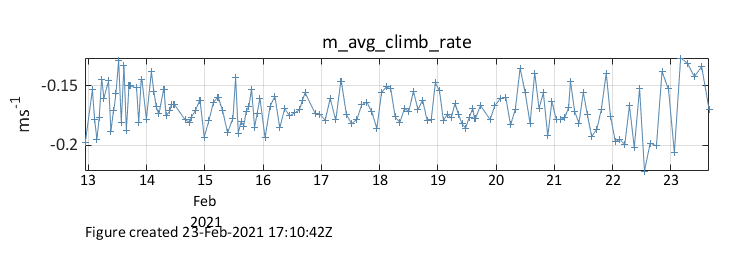 m_avg_climb_rate
ms-1
-0.15
-0.2
13 14 15 16 17 18 19 20 21 22 23
Feb
2021
Figure created 23-Feb-2021 17:10:42Z